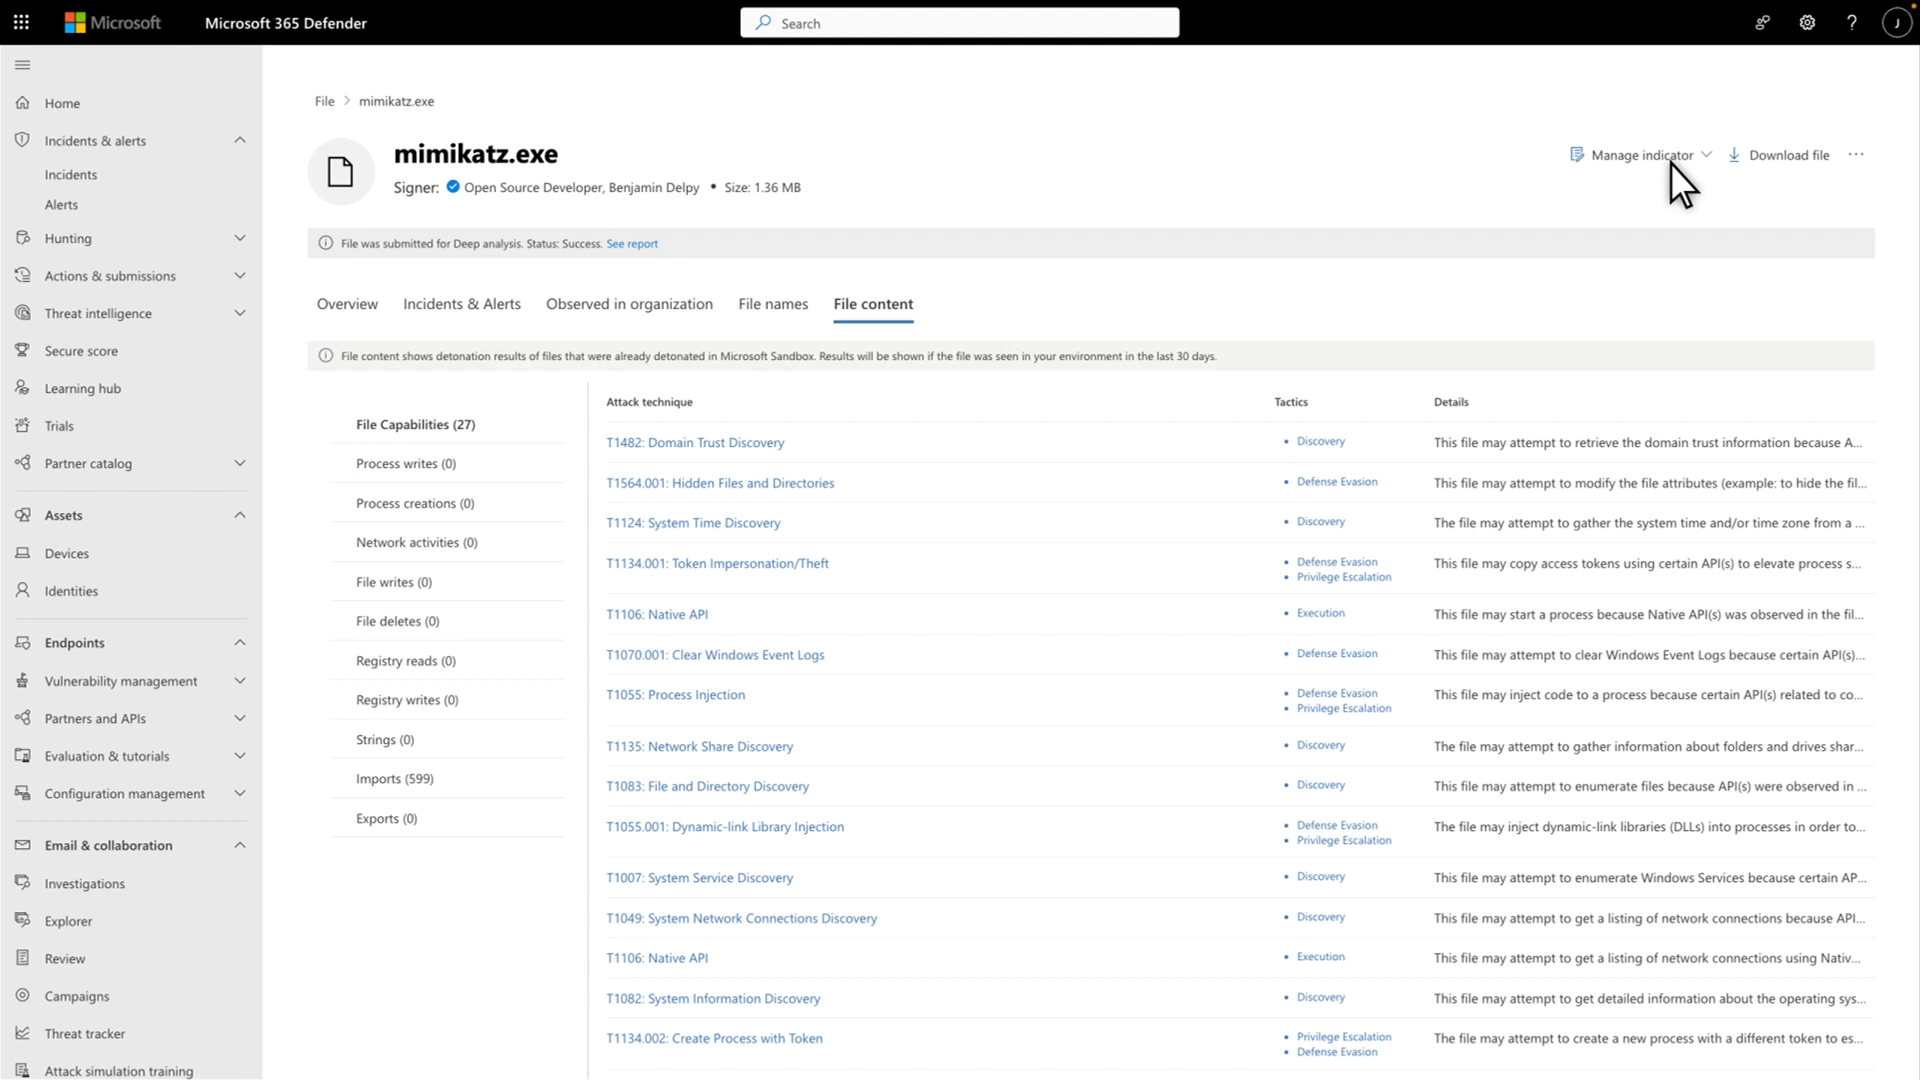 Microsoft
Microsoft 365 Defender
Search
J
Home
Incidents & alerts
Incidents
Alerts
Hunting
Actions & submissions
Threat intelligence
Secure score
Learning hub
Trials
Partner catalog
Assets
Devices
Identities
Endpoints
Vulnerability management
Partners and APIs
Evaluation & tutorials
Configuration management
Email & collaboration
Investigations
Explorer
Review
Campaigns
Threat tracker
Attack simulation training
File > mimikatz.exe
mimikatz.exe
Signer: Open Source Developer, Benjamin Delpy • Size: 1.36 MB
Manage indicator
Download file
...
File was submitted for Deep analysis. Status: Success. See report
Overview Incidents & Alerts Observed in organization File names File content
File content shows detonation results of files that were already detonated in Microsoft Sandbox. Results will be shown if the file was seen in your environment in the last 30 days.
File Capabilities (27)
Process writes (0)
Process creations (0)
Network activities (0)
File writes (0)
File deletes (0)
Registry reads (0)
Registry writes (0)
Strings (0)
Imports (599)
Exports (0)
Attack technique Tactics Details
T1482: Domain Trust Discovery • Discovery This file may attempt to retrieve the domain trust information because A...
T1564.001: Hidden Files and Directories • Defense Evasion This file may attempt to modify the file attributes (example: to hide the fil...
T1124: System Time Discovery • Discovery The file may attempt to gather the system time and/or time zone from a ...
T1134.001: Token Impersonation/Theft • Defense Evasion This file may copy access tokens using certain API(s) to elevate process s...
• Privilege Escalation
T1106: Native API • Execution This file may start a process because Native API(s) was observed in the fil...
T1070.001: Clear Windows Event Logs • Defense Evasion This file may attempt to clear Windows Event Logs because certain API(s)...
T1055: Process Injection • Defense Evasion This file may inject code to a process because certain API(s) related to co...
• Privilege Escalation
T1135: Network Share Discovery • Discovery The file may attempt to gather information about folders and drives shar...
T1083: File and Directory Discovery • Discovery This file may attempt to enumerate files because API(s) were observed in ...
T1055.001: Dynamic-link Library Injection • Defense Evasion The file may inject dynamic-link libraries (DLLs) into processes in order to...
• Privilege Escalation
T1007: System Service Discovery • Discovery This file may attempt to enumerate Windows Services because certain AP...
T1049: System Network Connections Discovery • Discovery This file may attempt to get a listing of network connections because API...
T1106: Native API • Execution This file may attempt to get a listing of network connections using Nativ...
T1082: System Information Discovery • Discovery This file may attempt to get detailed information about the operating sys...
T1134.002: Create Process with Token • Privilege Escalation The file may attempt to create a new process with a different token to es...
• Defense Evasion